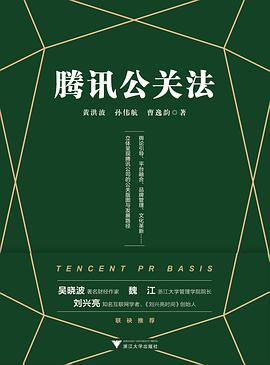 腾讯公关法
黄洪波 孙伟航 曹逸韵◎著
舆论引导、平台融合、品牌管理、文化革新……
立体呈现腾讯公司的公关版图与发展路径
TENCENT PR BASIS
吴晓波 著名财经作家 魏 江 浙江大学管理学院院长
刘兴亮 知名互联网学者、《刘兴亮时间》创始人
联袂推荐
浙江大学出版社